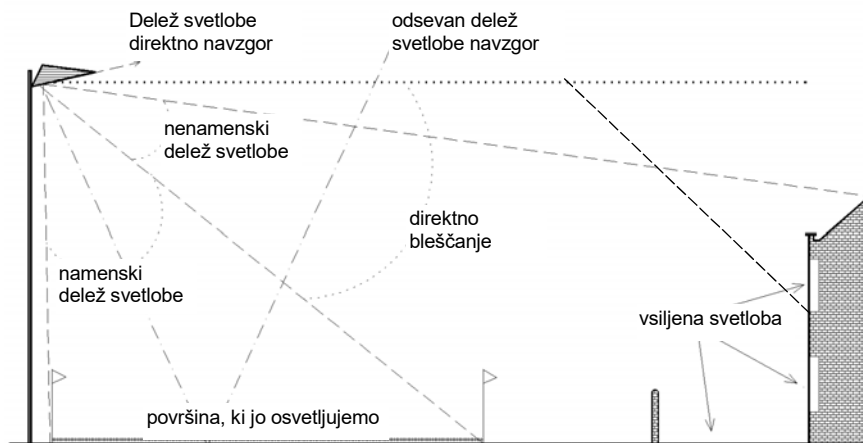 Delež svetlobe
direktno navzgor
odsevan delež
svetlobe navzgor
nenamenski
delež svetlobe
direktno
bleščanje
namenski
delež svetlobe
vsiljena svetloba
površina, ki jo osvetljujemo